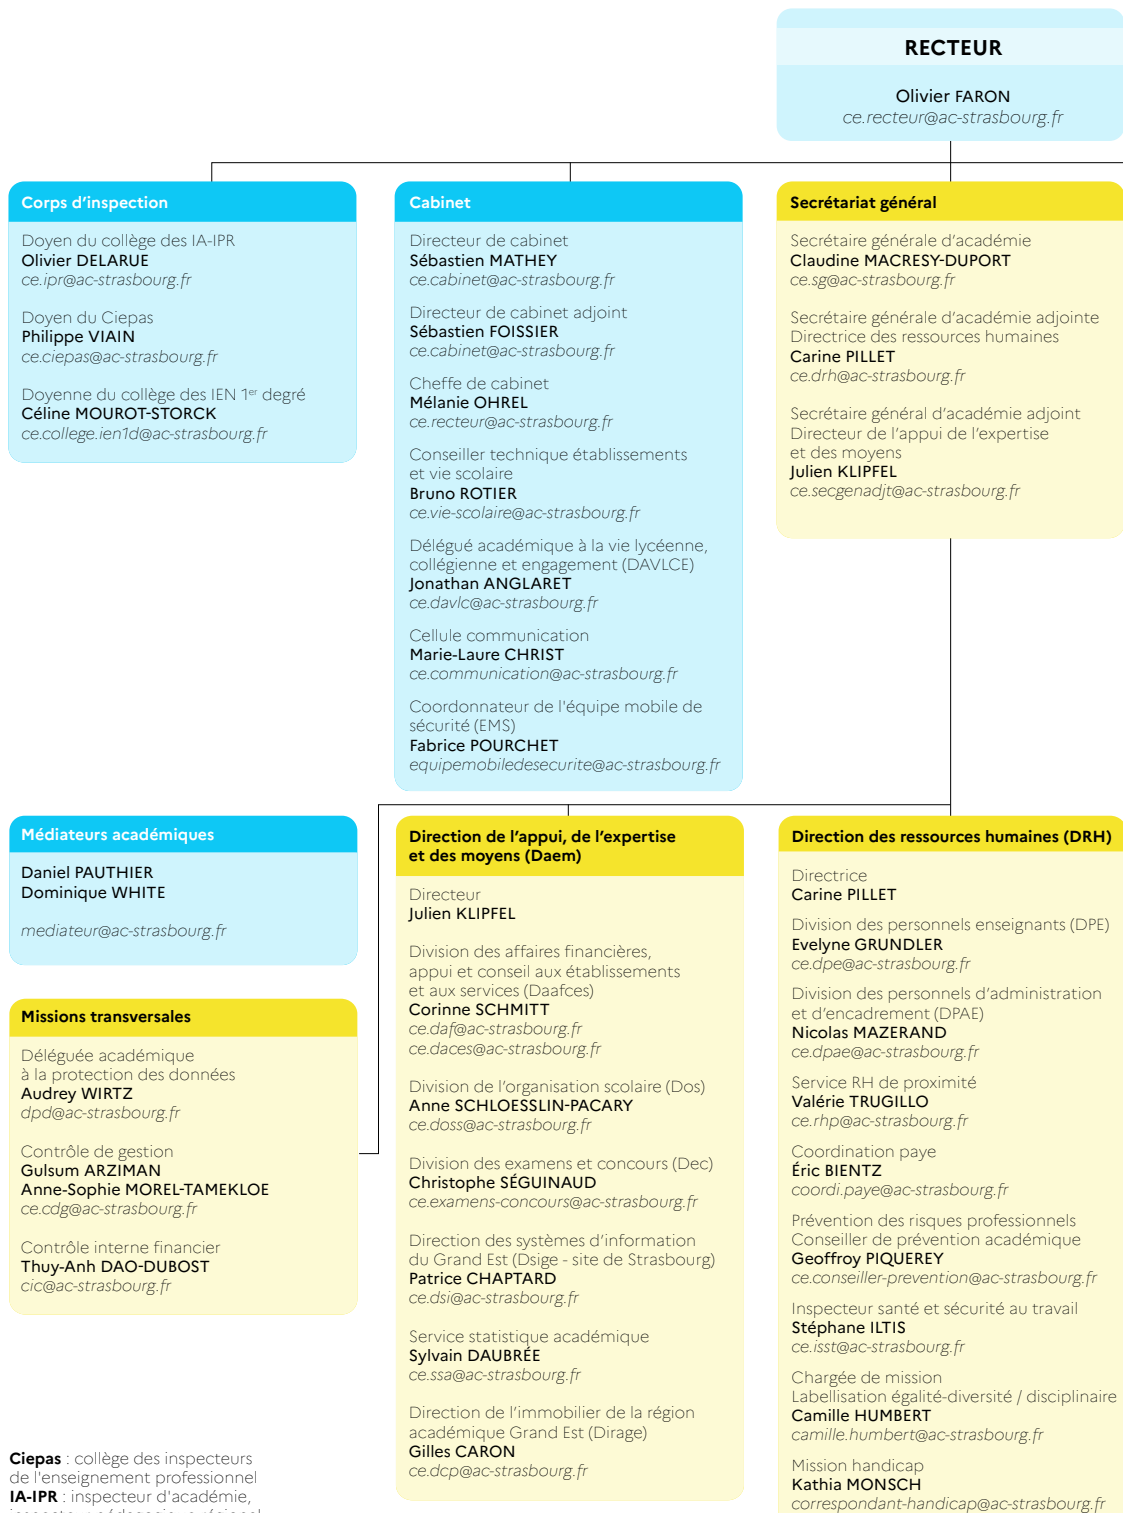 RECTEUR
Olivier FARON
ce.recteur@ac-strasbourg.fr
Corps d'inspection
Doyen du collège des IA-IPR
Olivier DELARUE
ce.ipr@ac-strasbourg.fr
Doyen du Ciepas
Philippe VIAIN
ce.ciepas@ac-strasbourg.fr
Doyenne du collège des IEN 1er degré
Céline MOUROT-STORCK
ce.college.ien1d@ac-strasbourg.fr
Cabinet
Directeur de cabinet
Sébastien MATHEY
ce.cabinet@ac-strasbourg.fr
Directeur de cabinet adjoint
Sébastien FOISSIER
ce.cabinet@ac-strasbourg.fr
Cheffe de cabinet
Mélanie OHREL
ce.recteur@ac-strasbourg.fr
Conseiller technique établissements
et vie scolaire
Bruno ROTIER
ce.vie-scolaire@ac-strasbourg.fr
Délégué académique à la vie lycéenne,
collégienne et engagement (DAVLCE)
Jonathan ANGLARET
ce.davlc@ac-strasbourg.fr
Cellule communication
Marie-Laure CHRIST
ce.communication@ac-strasbourg.fr
Coordonnateur de l'équipe mobile de
sécurité (EMS)
Fabrice POURCHET
equipemobiledesecurite@ac-strasbourg.fr
Secrétariat général
Secrétaire générale d'académie
Claudine MACRESY-DUPORT
ce.sg@ac-strasbourg.fr
Secrétaire générale d'académie adjointe
Directrice des ressources humaines
Carine PILLET
ce.drh@ac-strasbourg.fr
Secrétaire général d'académie adjoint
Directeur de l'appui de l'expertise
et des moyens
Julien KLIPFEL
ce.secgenadjt@ac-strasbourg.fr
Médiateurs académiques
Daniel PAUTHIER
Dominique WHITE
mediateur@ac-strasbourg.fr
Missions transversales
Déléguée académique
à la protection des données
Audrey WIRTZ
dpd@ac-strasbourg.fr
Contrôle de gestion
Gulsum ARZIMAN
Anne-Sophie MOREL-TAMEKLOE
ce.cdg@ac-strasbourg.fr
Contrôle interne financier
Thuy-Anh DAO-DUBOST
cic@ac-strasbourg.fr
Direction de l'appui, de l'expertise
et des moyens (Daem)
Directeur
Julien KLIPFEL
Division des affaires financières,
appui et conseil aux établissements
et aux services (Daafces)
Corinne SCHMITT
ce.daf@ac-strasbourg.fr
ce.daces@ac-strasbourg.fr
Division de l'organisation scolaire (Dos)
Anne SCHLOESSLIN-PACARY
ce.doss@ac-strasbourg.fr
Division des examens et concours (Dec)
Christophe SÉGUINAUD
ce.examens-concours@ac-strasbourg.fr
Direction des systèmes d'information
du Grand Est (Dsige - site de Strasbourg)
Patrice CHAPTARD
ce.dsi@ac-strasbourg.fr
Service statistique académique
Sylvain DAUBRÉE
ce.ssa@ac-strasbourg.fr
Direction de l'immobilier de la région
académique Grand Est (Dirage)
Gilles CARON
ce.dcp@ac-strasbourg.fr
Direction des ressources humaines (DRH)
Directrice
Carine PILLET
Division des personnels enseignants (DPE)
Evelyne GRUNDLER
ce.dpe@ac-strasbourg.fr
Division des personnels d'administration
et d'encadrement (DPAE)
Nicolas MAZERAND
ce.dpae@ac-strasbourg.fr
Service RH de proximité
Valérie TRUGILLO
ce.rhp@ac-strasbourg.fr
Coordination paye
Éric BIENTZ
coordi.paye@ac-strasbourg.fr
Prévention des risques professionnels
Conseiller de prévention académique
Geoffroy PIQUEREY
ce.conseiller-prevention@ac-strasbourg.fr
Inspecteur santé et sécurité au travail
Stéphane ILTIS
ce.isst@ac-strasbourg.fr
Chargée de mission
Labellisation égalité-diversité / disciplinaire
Camille HUMBERT
camille.humbert@ac-strasbourg.fr
Mission handicap
Kathia MONSCH
correspondant-handicap@ac-strasbourg.fr
Ciepas : collège des inspecteurs
de l'enseignement professionnel
IA-IPR : inspecteur d'académie,
inspecteur pédagogique régional